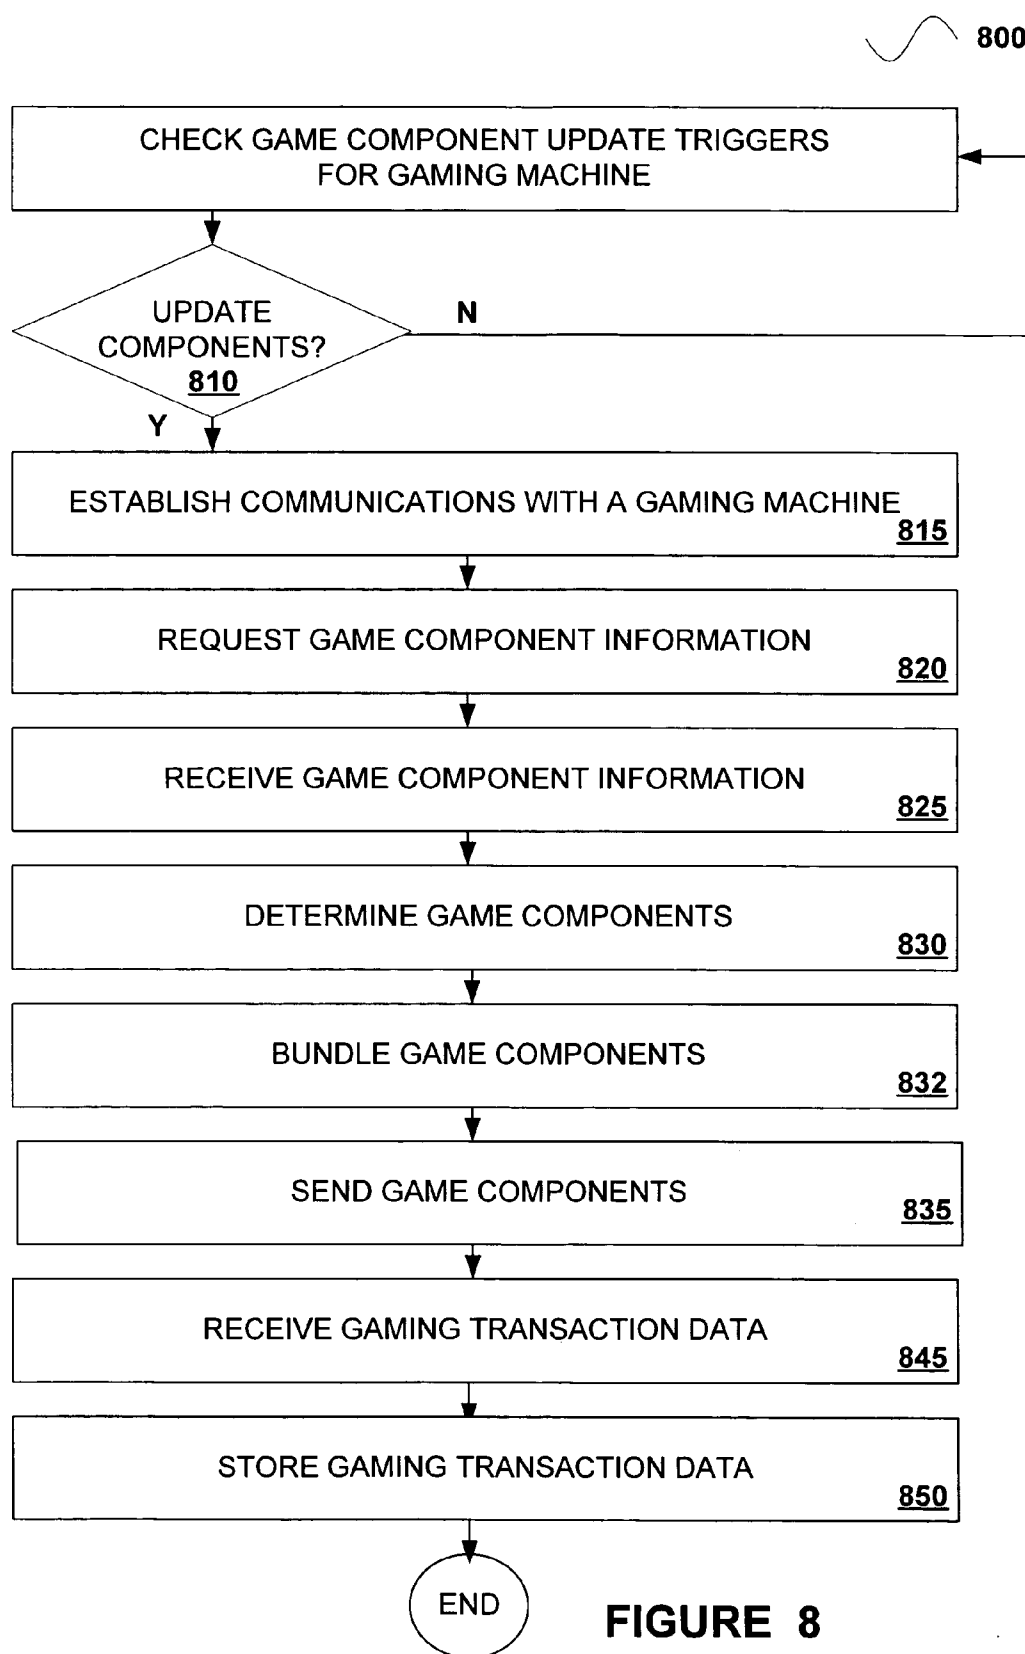 800
CHECK GAME COMPONENT UPDATE TRIGGERS
FOR GAMING MACHINE
UPDATE
COMPONENTS?
810
N
Y
ESTABLISH COMMUNICATIONS WITH A GAMING MACHINE
815
REQUEST GAME COMPONENT INFORMATION
820
RECEIVE GAME COMPONENT INFORMATION
825
DETERMINE GAME COMPONENTS
830
BUNDLE GAME COMPONENTS
832
SEND GAME COMPONENTS
835
RECEIVE GAMING TRANSACTION DATA
845
STORE GAMING TRANSACTION DATA
850
END
FIGURE 8